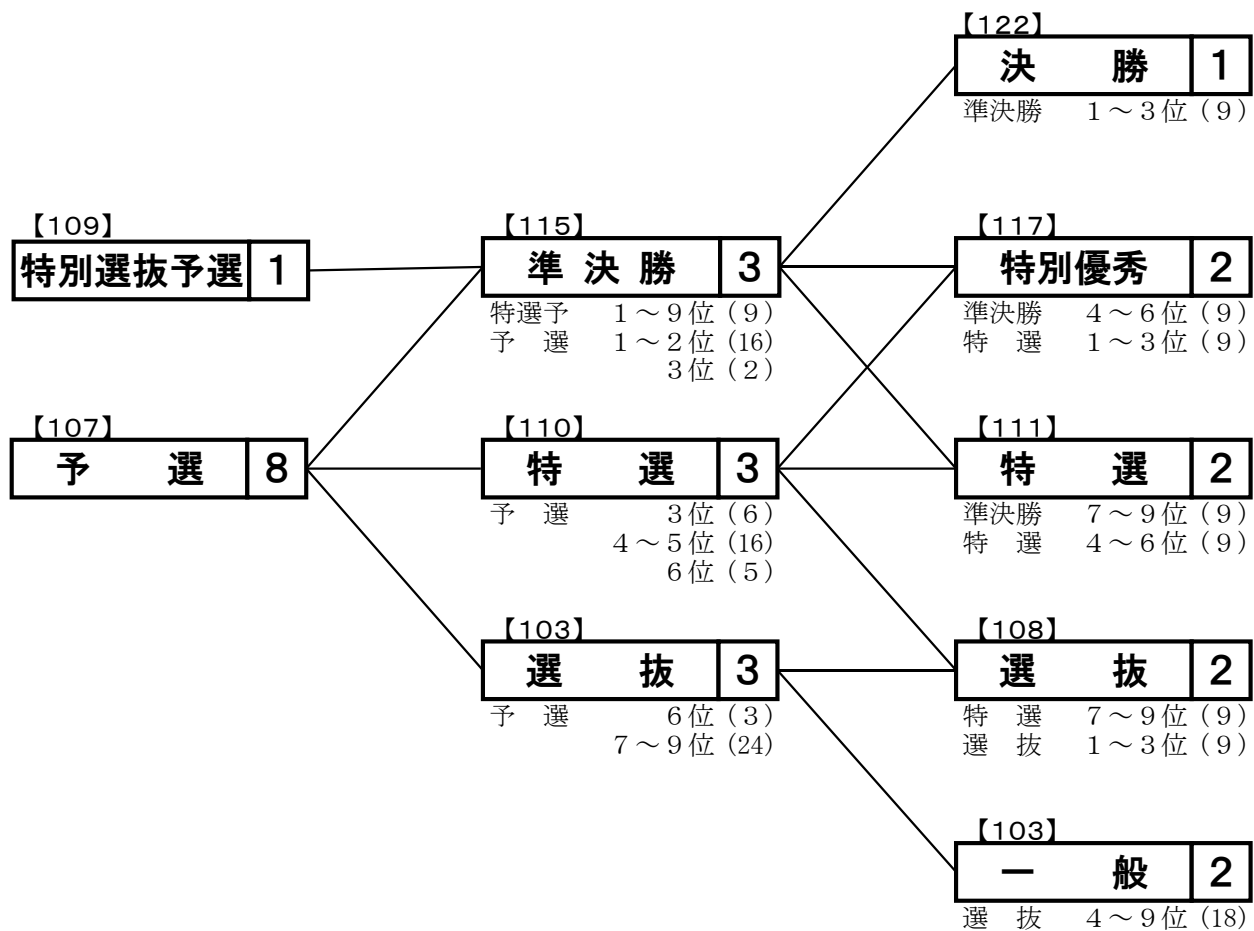 【109】
特別選抜予選 1
【107】
予　選 8
【115】
準決勝 3
特選予　１～９位（９）
予　選　１～２位（16）
３位（２）
【110】
特　選 3
予　選　３位（６）
４～５位（16）
６位（５）
【103】
選　抜 3
予　選　６位（３）
７～９位（24）
【122】
決　勝 1
準決勝　１～３位（９）
【117】
特別優秀 2
準決勝　４～６位（９）
特　選　１～３位（９）
【111】
特　選 2
準決勝　７～９位（９）
特　選　４～６位（９）
【108】
選　抜 2
特　選　７～９位（９）
選　抜　１～３位（９）
【103】
一　般 2
選　抜　４～９位（18）